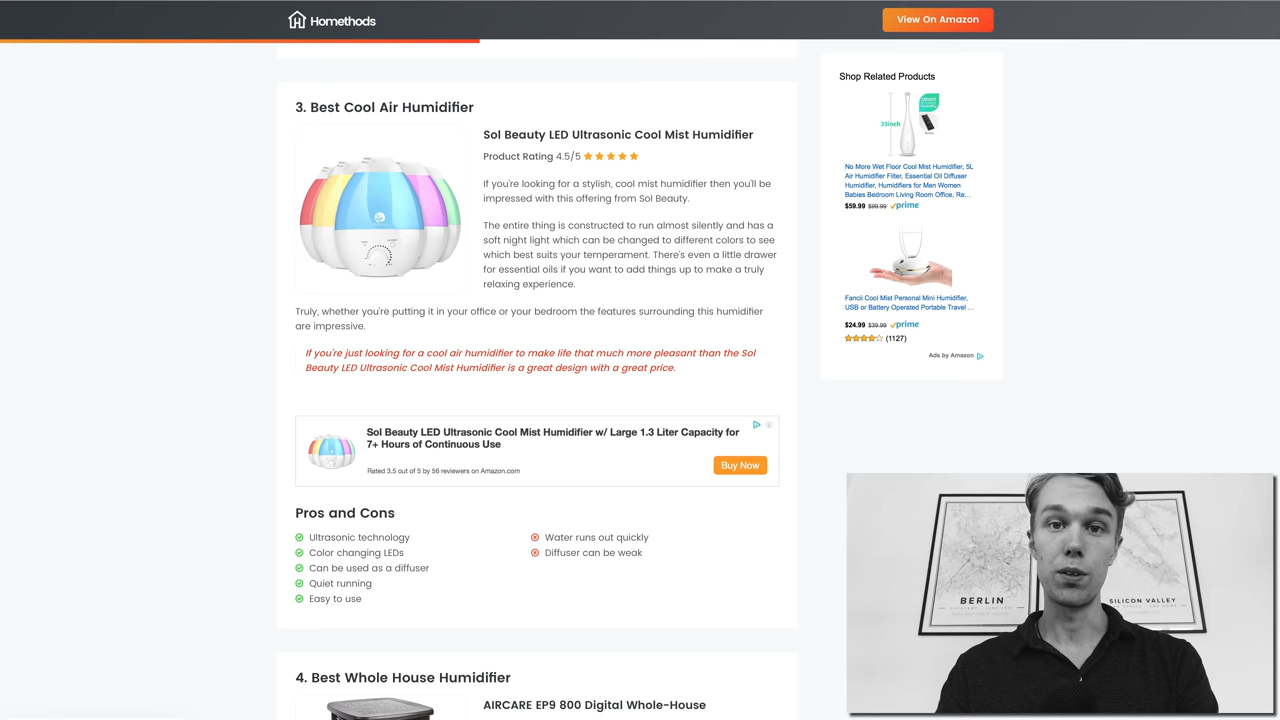 Homethods
View On Amazon
3. Best Cool Air Humidifier
Sol Beauty LED Ultrasonic Cool Mist Humidifier
Product Rating 4.5/5
If you're looking for a stylish, cool mist humidifier then you'll be
impressed with this offering from Sol Beauty.
The entire thing is constructed to run almost silently and has a
soft night light which can be changed to different colors to see
which best suits your temperament. There's even a little drawer
for essential oils if you want to add things up to make a truly
relaxing experience.
Truly, whether you're putting it in your office or your bedroom the features surrounding this humidifier
are impressive.
If you're just looking for a cool air humidifier to make life that much more pleasant than the Sol
Beauty LED Ultrasonic Cool Mist Humidifier is a great design with a great price.
Sol Beauty LED Ultrasonic Cool Mist Humidifier w/ Large 1.3 Liter Capacity for
7+ Hours of Continuous Use
Rated 3.5 out of 5 by 56 reviewers on Amazon.com
Buy Now
Pros and Cons
Ultrasonic technology
Color changing LEDs
Can be used as a diffuser
Quiet running
Easy to use
Water runs out quickly
Diffuser can be weak
4. Best Whole House Humidifier
AIRCARE EP9 800 Digital Whole-House
Shop Related Products
35inch
No More Wet Floor Cool Mist Humidifier, 5L
Air Humidifier Filter, Essential Oil Diffuser
Humidifier, Humidifiers for Men Women
Babies Bedroom Living Room Office, Re…
$59.99 $99.99 prime
Fancii Cool Mist Personal Mini Humidifier,
USB or Battery Operated Portable Travel …
$24.99 $39.99 prime
(1127)
Ads by Amazon
BERLIN
SILICON VALLEY